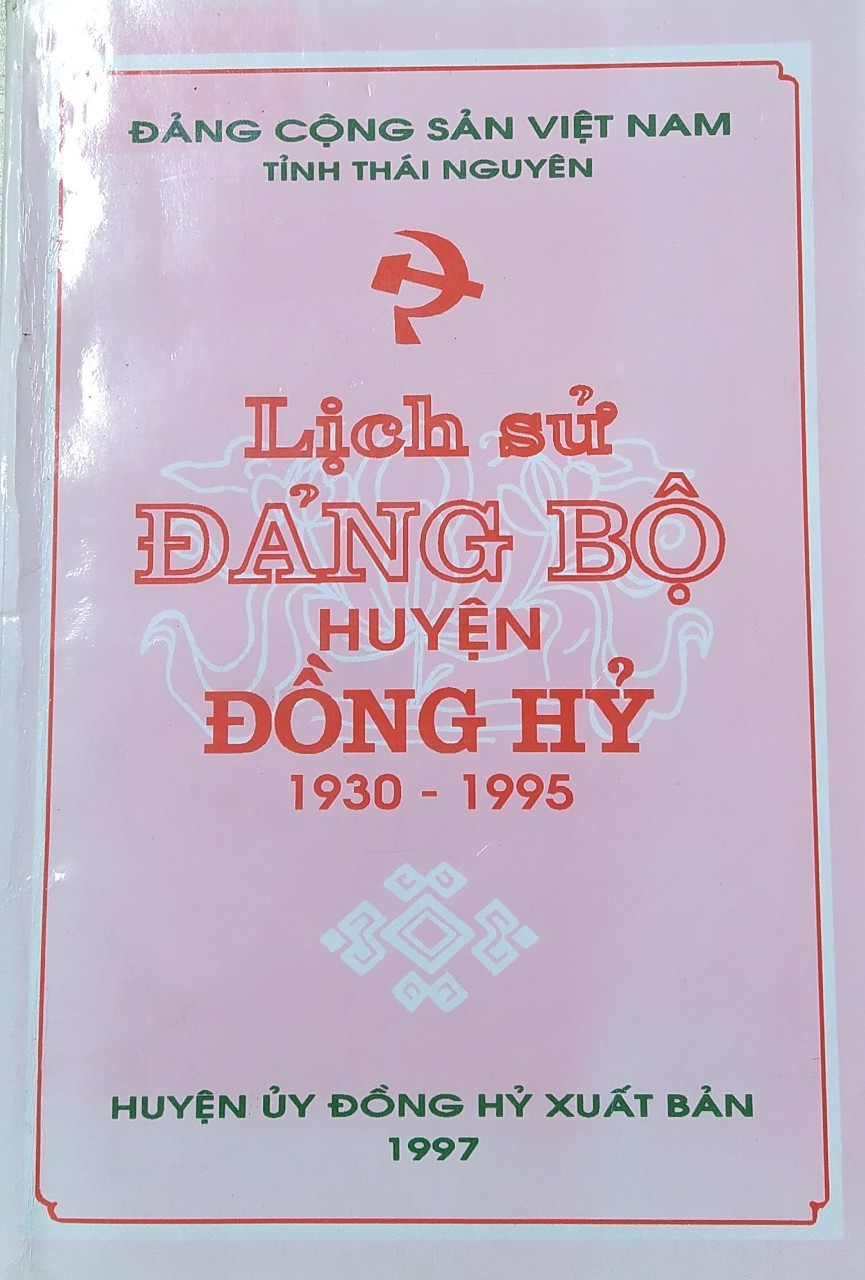 ĐẢNG CỘNG SẢN VIỆT NAM
TỈNH THÁI NGUYÊN
Lịch sử
ĐẢNG BỘ
HUYỆN
ĐỒNG HỶ
1930 - 1995
HUYỆN ỦY ĐỒNG HỶ XUẤT BẢN
1997